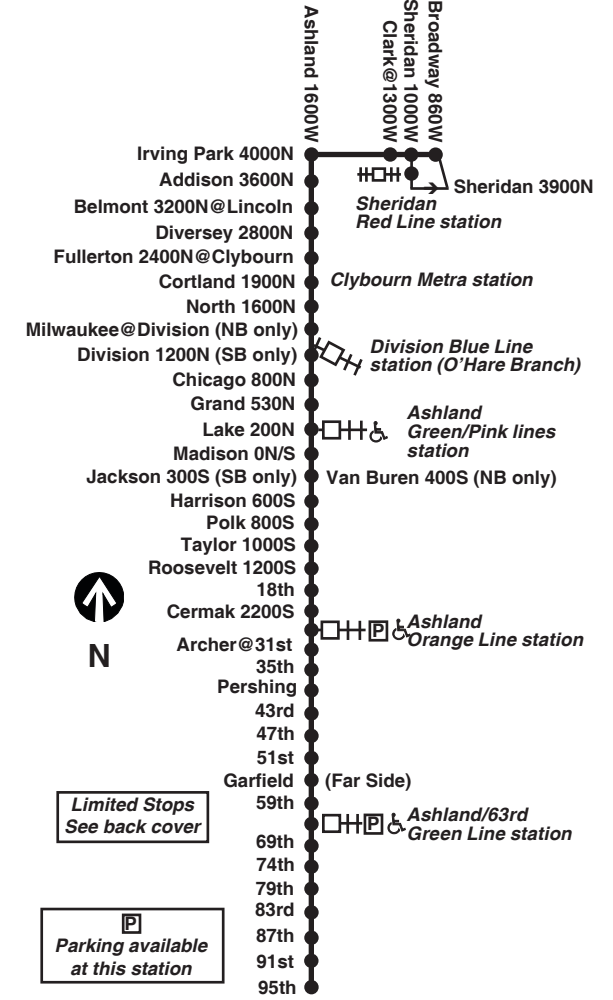 Ashland 1600W
Clark@1300W
Sheridan 1000W
Broadway 860W
Irving Park 4000N
Addison 3600N
Sheridan 3900N
Sheridan
Red Line station
Belmont 3200N@Lincoln
Diversey 2800N
Fullerton 2400N@Clybourn
Cortland 1900N
Clybourn Metra station
North 1600N
Milwaukee@Division (NB only)
Division 1200N (SB only)
Division Blue Line
station (O'Hare Branch)
Chicago 800N
Grand 530N
Lake 200N
Ashland
Green/Pink lines
station
Madison 0N/S
Jackson 300S (SB only)
Van Buren 400S (NB only)
Harrison 600S
Polk 800S
Taylor 1000S
Roosevelt 1200S
18th
Cermak 2200S
N
P
Ashland
Orange Line station
Archer@31st
35th
Pershing
43rd
47th
51st
Garfield
(Far Side)
59th
Limited Stops
See back cover
P
Ashland/63rd
Green Line station
69th
74th
79th
83rd
87th
91st
95th
P
Parking available
at this station